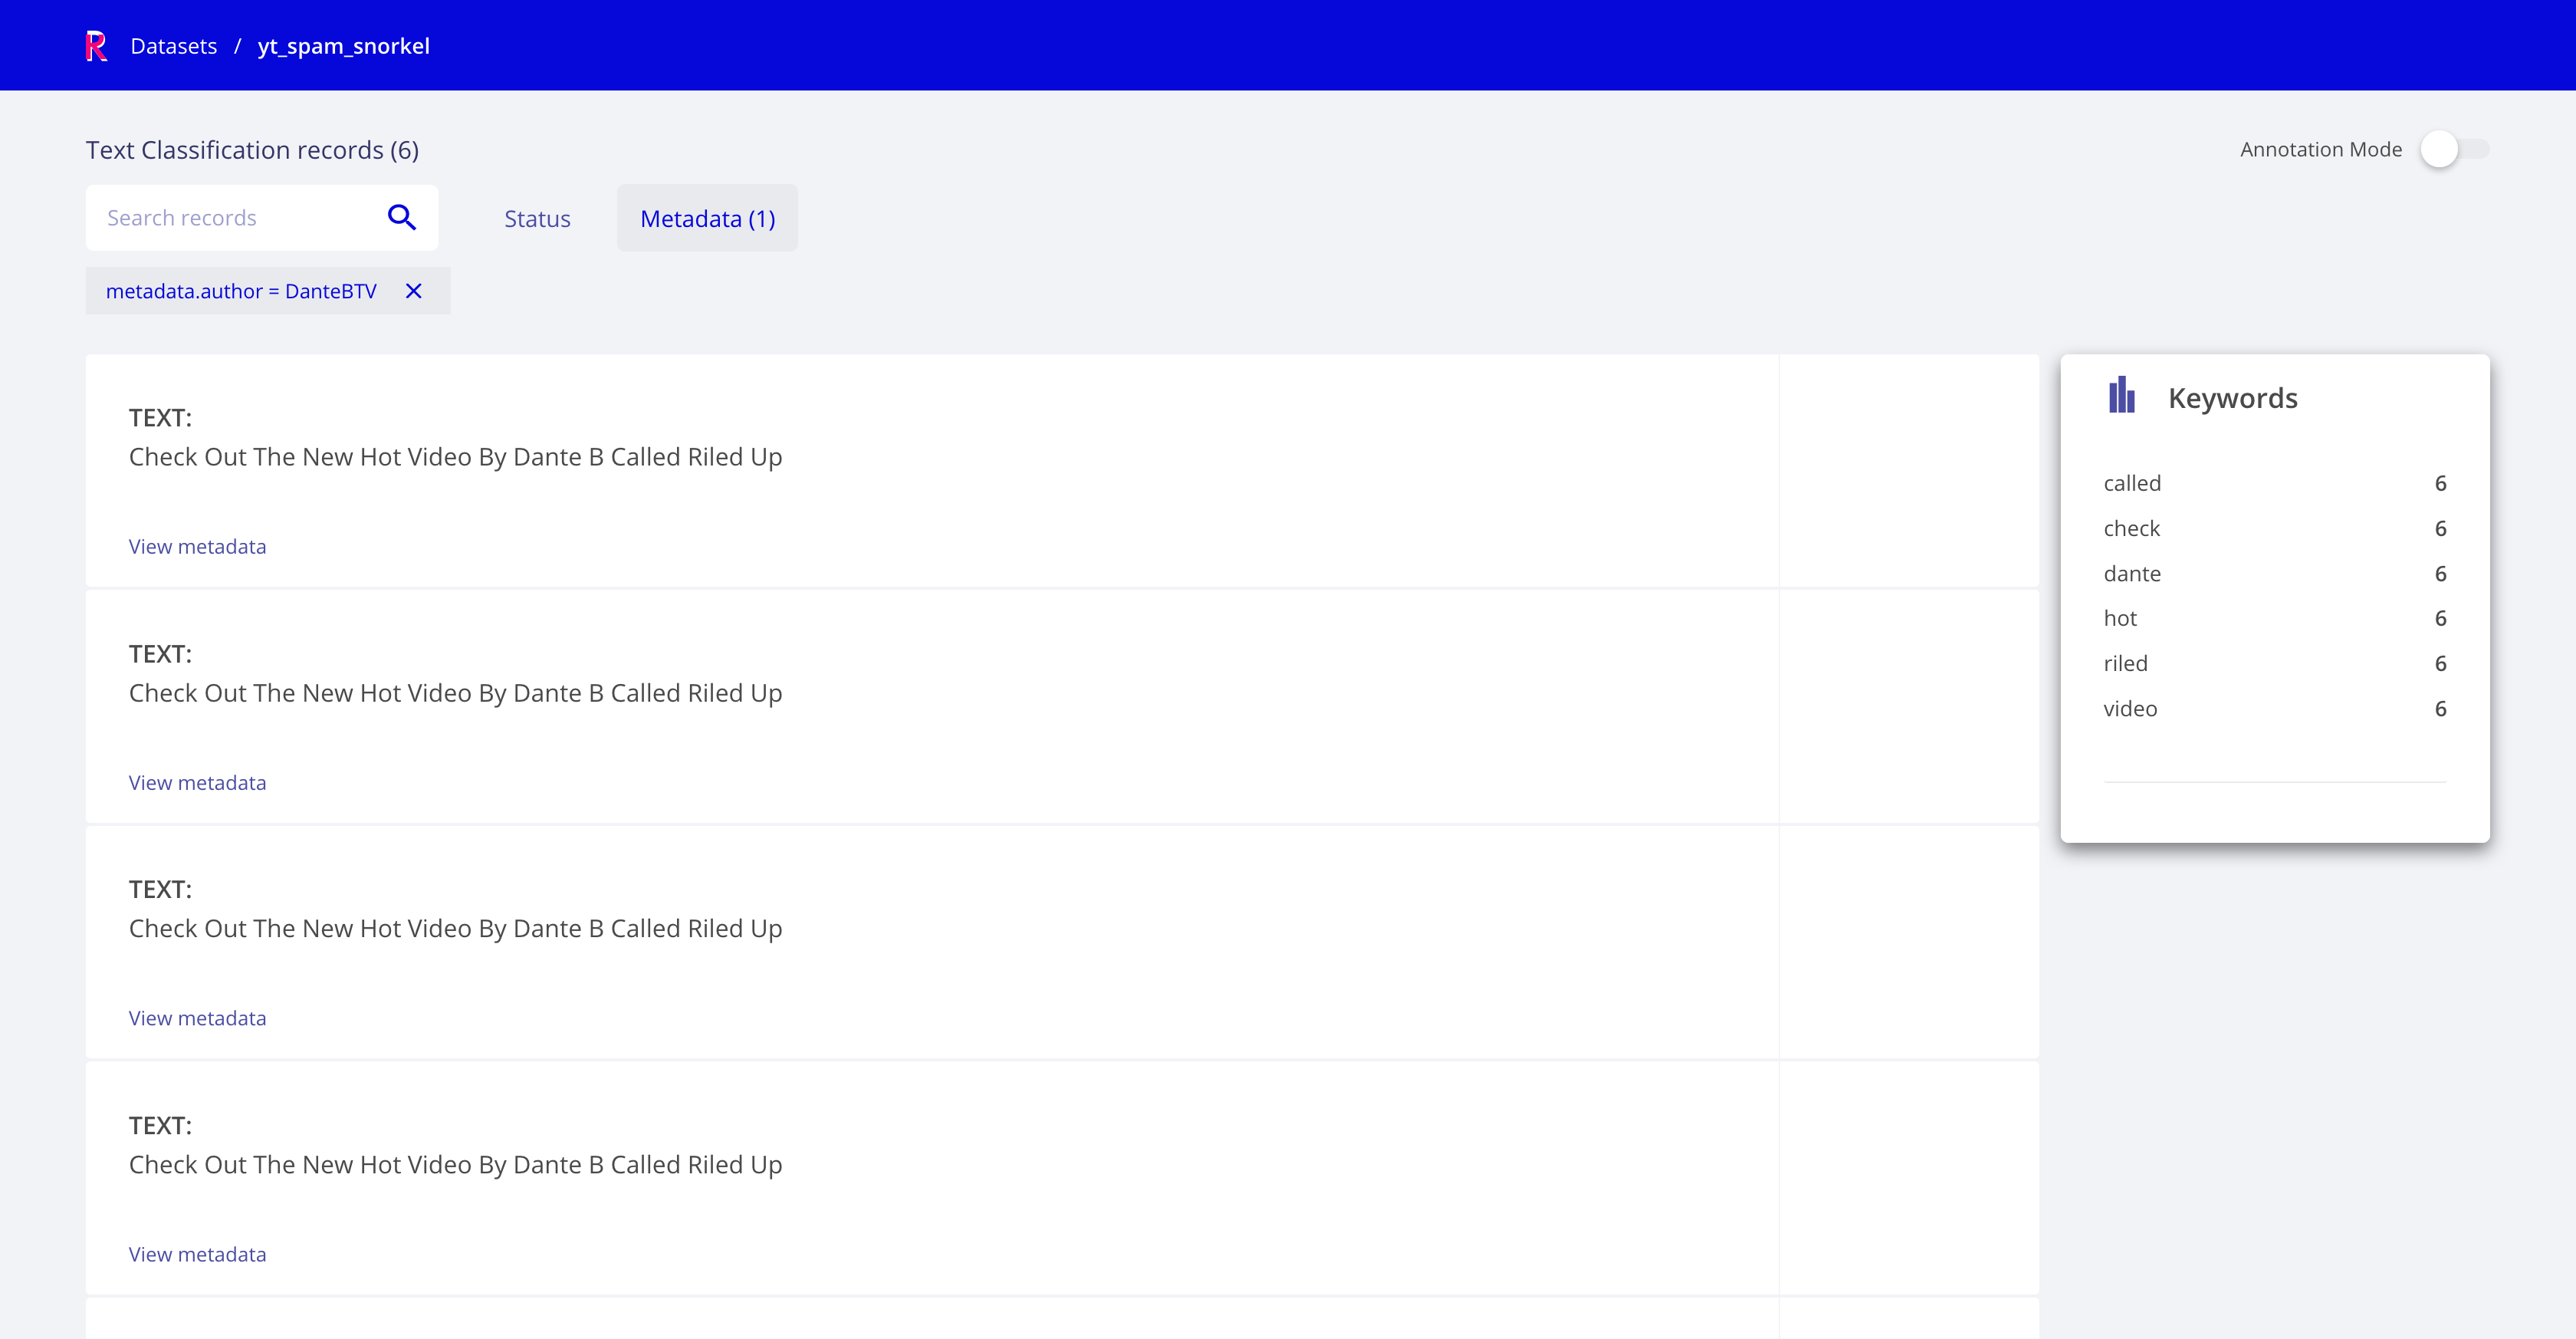 R Datasets / yt_spam_snorkel
Text Classification records (6)
Annotation Mode
Search records
Status
Metadata (1)
metadata.author = DanteBTV
TEXT:
Check Out The New Hot Video By Dante B Called Riled Up
View metadata
TEXT:
Check Out The New Hot Video By Dante B Called Riled Up
View metadata
TEXT:
Check Out The New Hot Video By Dante B Called Riled Up
View metadata
TEXT:
Check Out The New Hot Video By Dante B Called Riled Up
View metadata
Keywords
called 6
check 6
dante 6
hot 6
riled 6
video 6